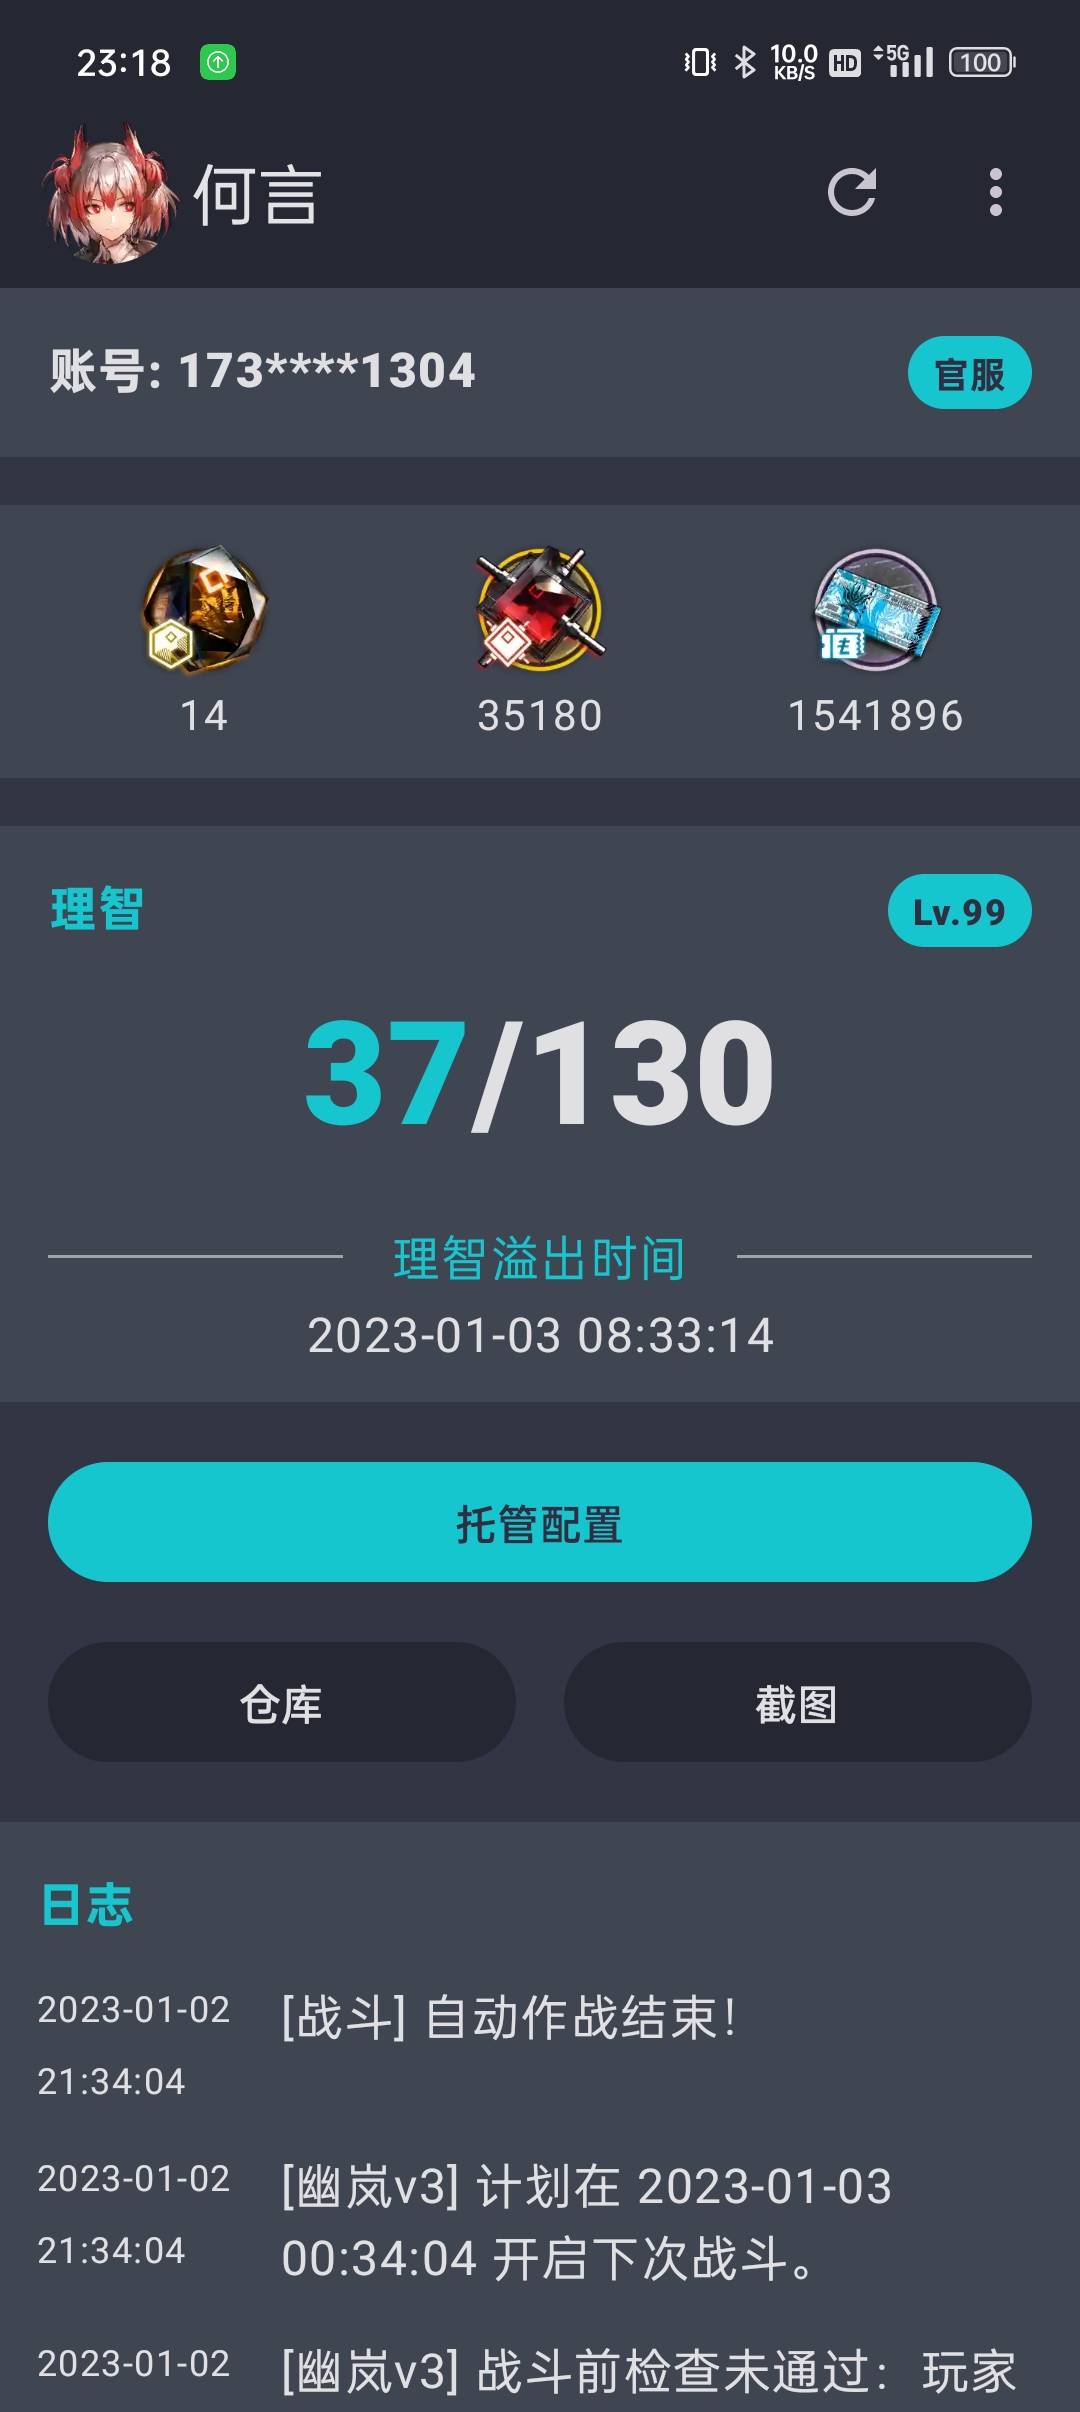 23:18
10.0
KB/S
HD
5G
100
何言
账号: 173****1304
官服
14
35180
1541896
理智
Lv.99
37/130
理智溢出时间
2023-01-03 08:33:14
托管配置
仓库
截图
日志
2023-01-02
21:34:04
[战斗] 自动作战结束!
2023-01-02
21:34:04
[幽岚v3] 计划在 2023-01-03
00:34:04 开启下次战斗。
2023-01-02
[幽岚v3] 战斗前检查未通过：玩家